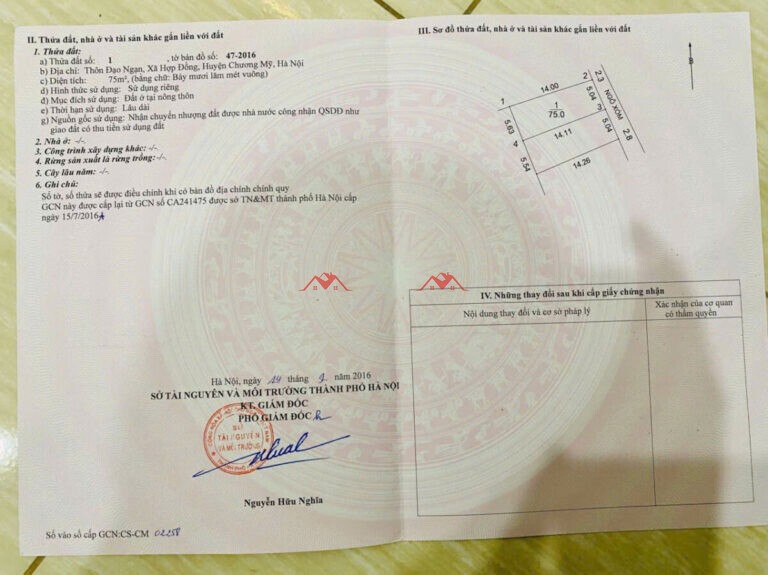 II. Thửa đất, nhà ở và tài sản khác gắn liền với đất
1. Thửa đất:
a) Thửa đất số: 1 , tờ bản đồ số: 47-2016
b) Địa chỉ: Thôn Đạo Ngạn, Xã Hợp Đồng, Huyện Chương Mỹ, Hà Nội
c) Diện tích: 75m², (bằng chữ: Bảy mươi lăm mét vuông)
d) Hình thức sử dụng: Sử dụng riêng
đ) Mục đích sử dụng: Đất ở tại nông thôn
e) Thời hạn sử dụng: Lâu dài
g) Nguồn gốc sử dụng: Nhận chuyển nhượng đất được nhà nước công nhận QSDĐ như
giao đất có thu tiền sử dụng đất
2. Nhà ở: -/-
3. Công trình xây dựng khác: -/-
4. Rừng sản xuất là rừng trồng: -/-
5. Cây lâu năm: -/-
6. Ghi chú:
Số tờ, số thửa sẽ được điều chỉnh khi có bản đồ địa chính chính quy
GCN này được cấp lại từ GCN số CA241475 được sở TN&MT thành phố Hà Nội cấp
ngày 15/7/2016
Hà Nội, ngày 14 tháng 9 năm 2016
SỞ TÀI NGUYÊN VÀ MÔI TRƯỜNG THÀNH PHỐ HÀ NỘI
KT. GIÁM ĐỐC
PHÓ GIÁM ĐỐC
SỞ
TÀI NGUYÊN
VÀ MÔI TRƯỜNG
Nguyễn Hữu Nghĩa
Số vào sổ cấp GCN:CS-CM 02258
III. Sơ đồ thửa đất, nhà ở và tài sản khác gắn liền với đất
B
1
14.00
2
2.3
5.63
1
75.0
5.04
NGÕ XÓM
3
4
14.11
5.04
2.8
5.54
14.26
IV. Những thay đổi sau khi cấp giấy chứng nhận
Nội dung thay đổi và cơ sở pháp lý
Xác nhận của cơ quan
có thẩm quyền